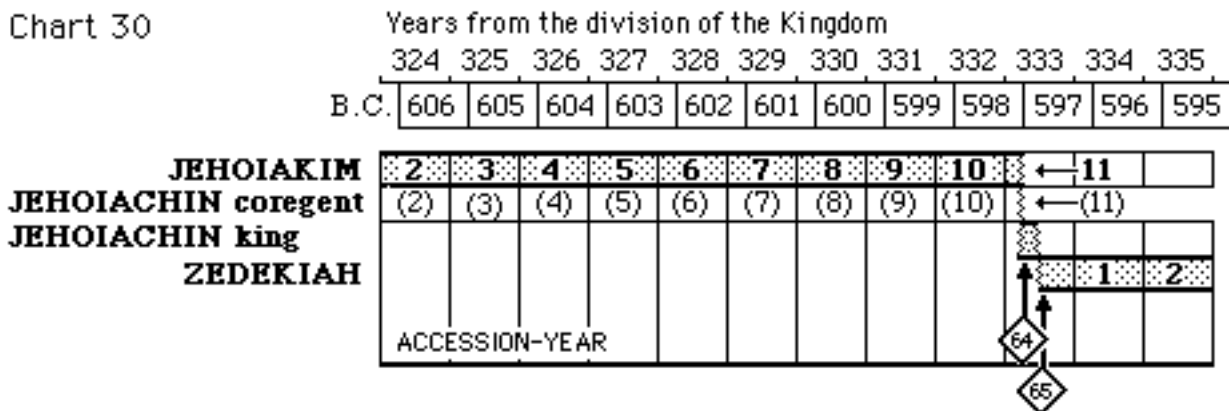 Chart 30
Years from the division of the Kingdom
324 325 326 327 328 329 330 331 332 333 334 335
B.C. 606 605 604 603 602 601 600 599 598 597 596 595
JEHOIAKIM 2 3 4 5 6 7 8 9 10 ← 11
JEHOIACHIN coregent (2) (3) (4) (5) (6) (7) (8) (9) (10) ← (11)
JEHOIACHIN king
ZEDEKIAH 1 2
ACCESSION-YEAR
64
65